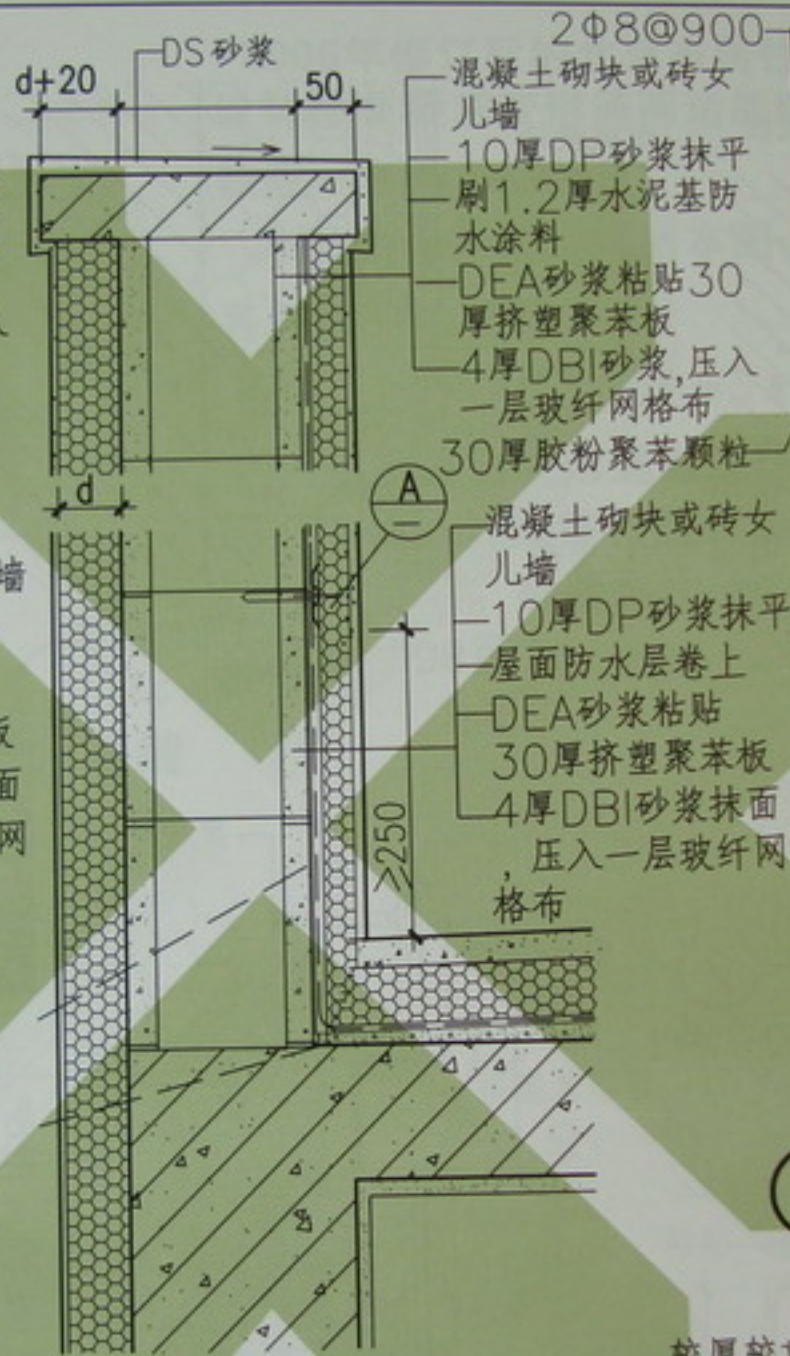 2Φ8@900
DS砂浆
d+20
50
混凝土砌块或砖女
儿墙
10厚DP砂浆抹平
刷1.2厚水泥基防
水涂料
DEA砂浆粘贴30
厚挤塑聚苯板
4厚DBI砂浆,压入
一层玻纤网格布
30厚胶粉聚苯颗粒
d
A
混凝土砌块或砖女
儿墙
10厚DP砂浆抹平
屋面防水层卷上
DEA砂浆粘贴
30厚挤塑聚苯板
4厚DBI砂浆抹面
,压入一层玻纤网
格布
≥250
墙
板
面
网